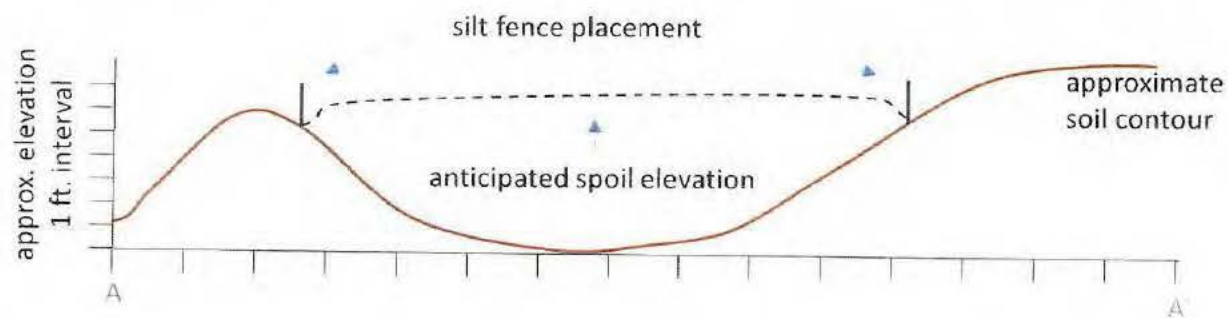 silt fence placement
approx. elevation
1 ft. interval
approximate
soil contour
anticipated spoil elevation
A
A